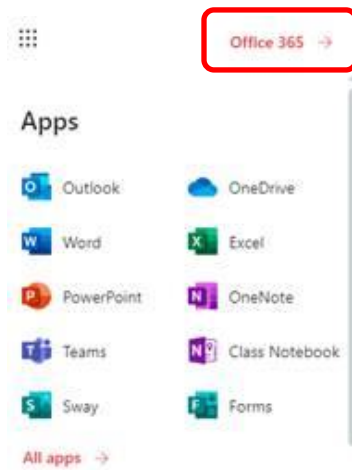 Office 365 →
Apps
Outlook OneDrive
Word Excel
PowerPoint OneNote
Teams Class Notebook
Sway Forms
All apps →